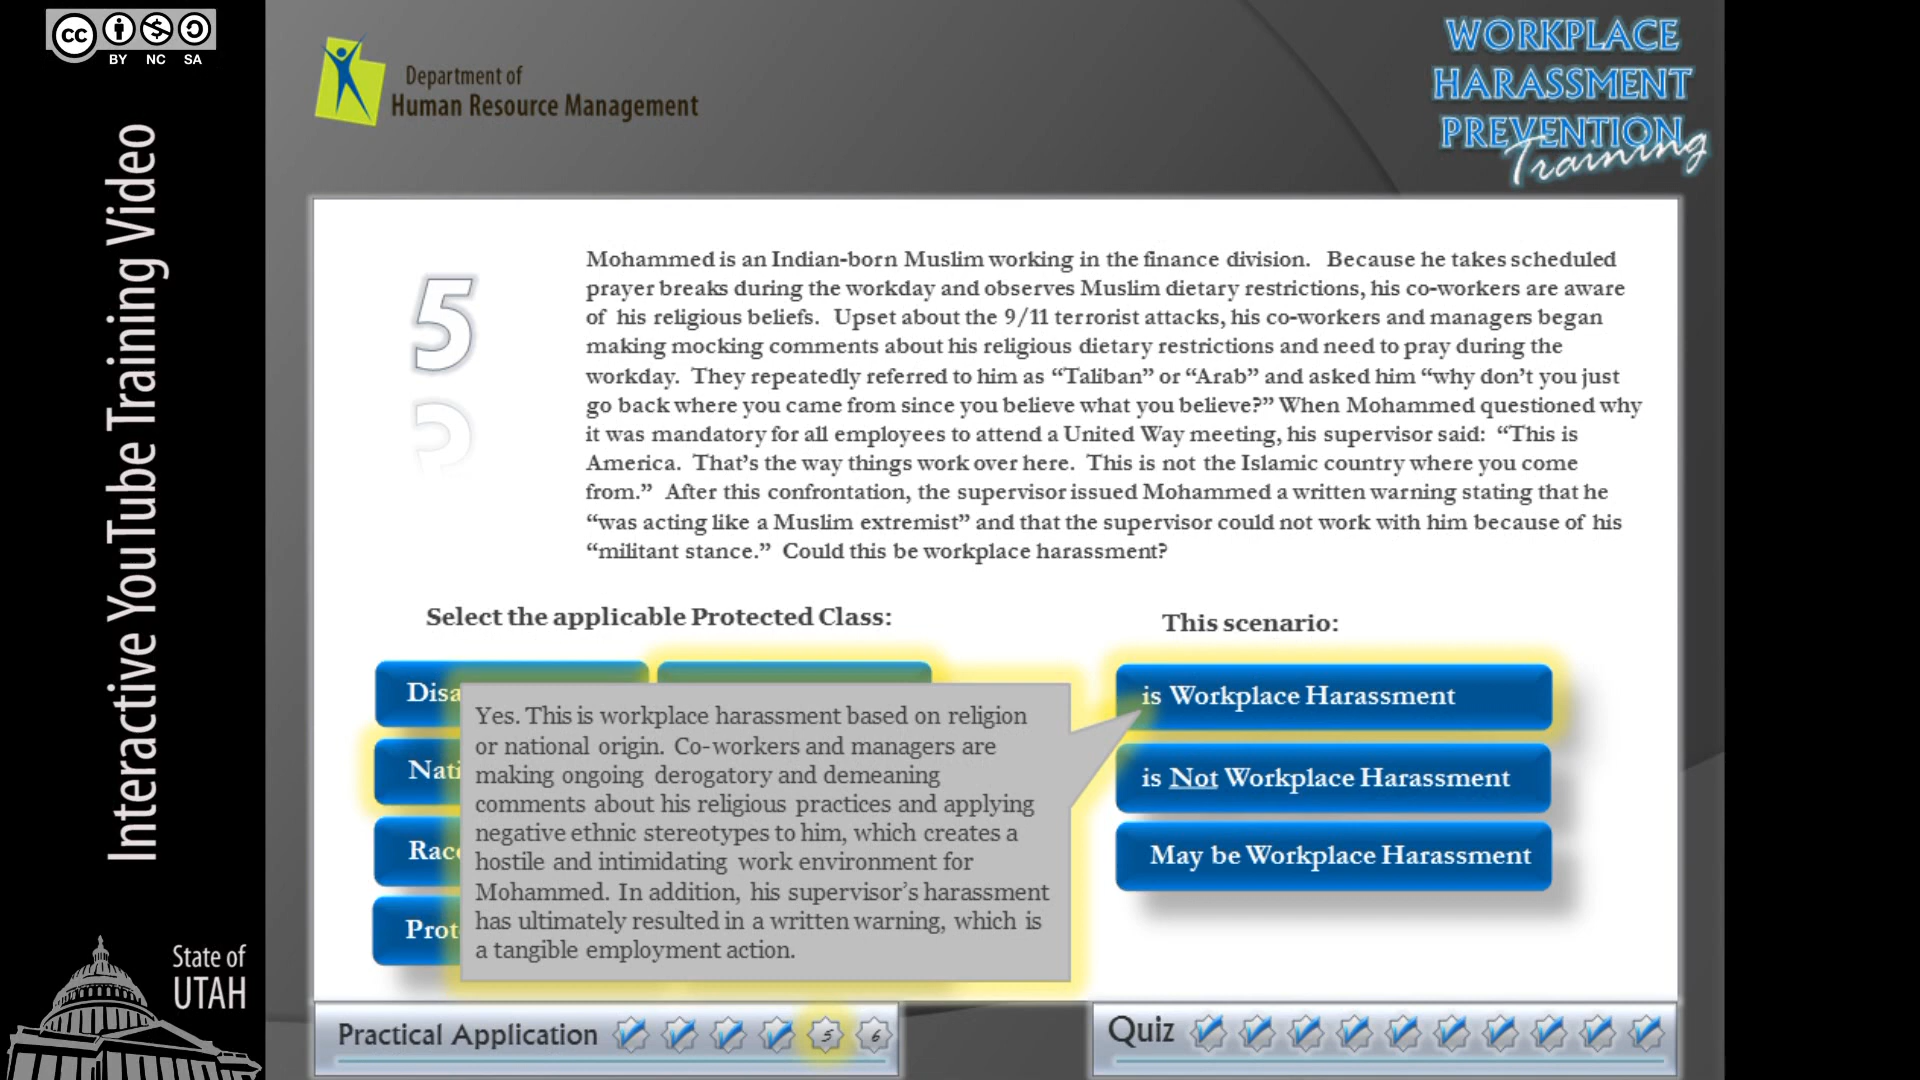 BY NC SA
Interactive YouTube Training Video
State of
UTAH
Department of
Human Resource Management
WORKPLACE
HARASSMENT
PREVENTION
Training
5
Mohammed is an Indian-born Muslim working in the finance division. Because he takes scheduled
prayer breaks during the workday and observes Muslim dietary restrictions, his co-workers are aware
of his religious beliefs. Upset about the 9/11 terrorist attacks, his co-workers and managers began
making mocking comments about his religious dietary restrictions and need to pray during the
workday. They repeatedly referred to him as “Taliban” or “Arab” and asked him “why don’t you just
go back where you came from since you believe what you believe?” When Mohammed questioned why
it was mandatory for all employees to attend a United Way meeting, his supervisor said: “This is
America. That’s the way things work over here. This is not the Islamic country where you come
from.” After this confrontation, the supervisor issued Mohammed a written warning stating that he
“was acting like a Muslim extremist” and that the supervisor could not work with him because of his
“militant stance.” Could this be workplace harassment?
Select the applicable Protected Class:
Disa
Nati
Race
Prot
Yes. This is workplace harassment based on religion
or national origin. Co-workers and managers are
making ongoing derogatory and demeaning
comments about his religious practices and applying
negative ethnic stereotypes to him, which creates a
hostile and intimidating work environment for
Mohammed. In addition, his supervisor’s harassment
has ultimately resulted in a written warning, which is
a tangible employment action.
This scenario:
is Workplace Harassment
is Not Workplace Harassment
May be Workplace Harassment
Practical Application 5 6
Quiz